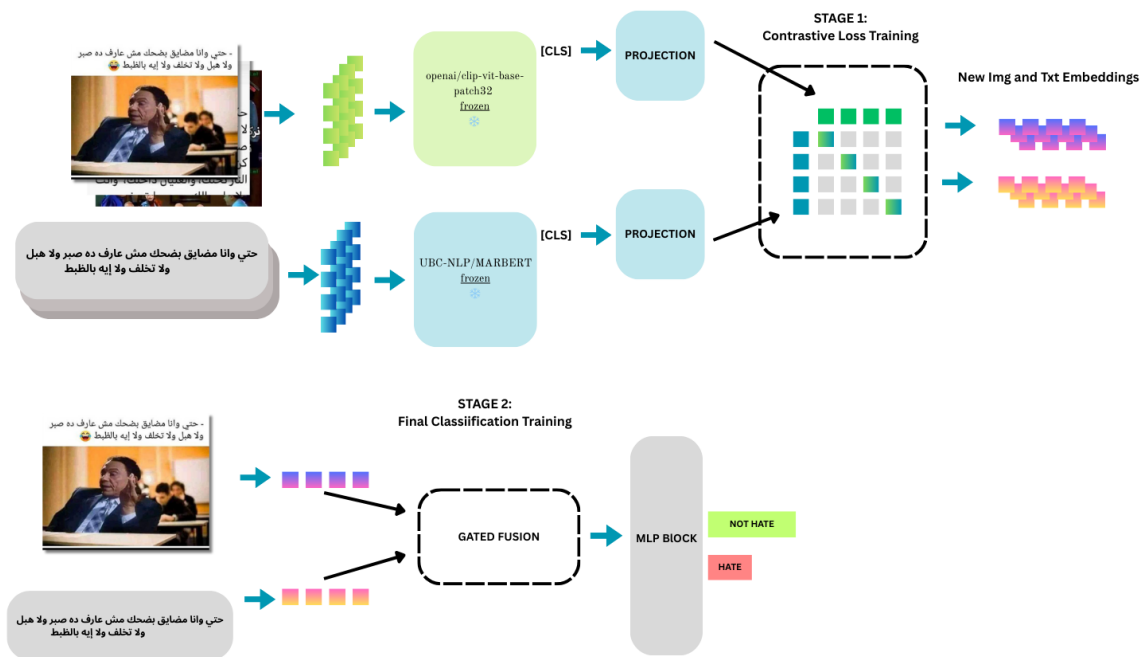 - حتي وانا مضايق بضحك مش عارف ده صبر
ولا هبل ولا تخلف ولا إيه بالظبط 😂
حتي وانا مضايق بضحك مش عارف ده صبر ولا هبل
ولا تخلف ولا إيه بالظبط
openai/clip-vit-base-
patch32
frozen
[CLS]
PROJECTION
UBC-NLP/MARBERT
frozen
[CLS]
PROJECTION
STAGE 1:
Contrastive Loss Training
New Img and Txt Embeddings
STAGE 2:
Final Classiification Training
- حتي وانا مضايق بضحك مش عارف ده صبر
ولا هبل ولا تخلف ولا إيه بالظبط 😂
حتي وانا مضايق بضحك مش عارف ده صبر ولا هبل
ولا تخلف ولا إيه بالظبط
GATED FUSION
MLP BLOCK
NOT HATE
HATE